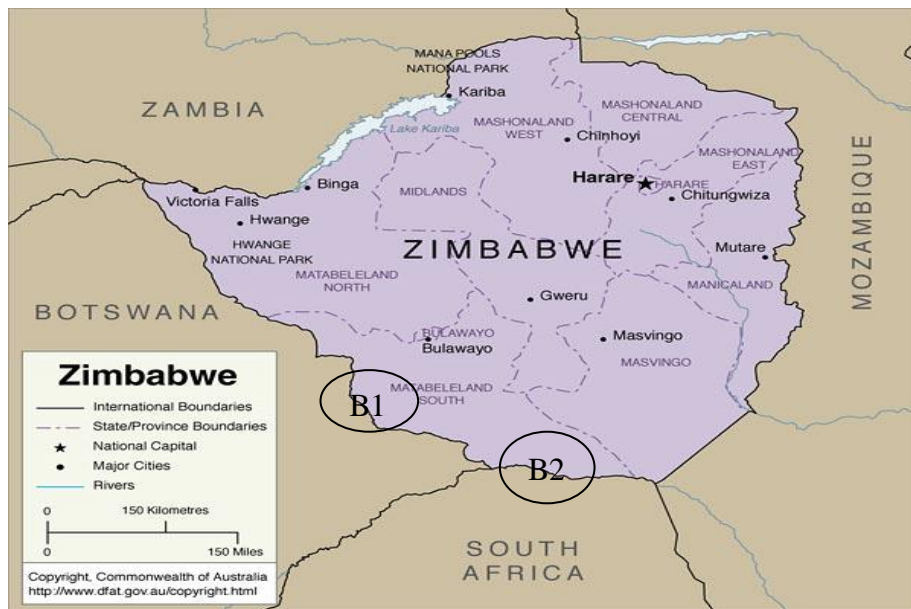 MANA POOLS
NATIONAL PARK
Kariba
ZAMBIA
Lake Kariba
MASHONALAND
WEST
MASHONALAND
CENTRAL
Chinhoyi
MASHONALAND
EAST
Harare
HARARE
Chitungwiza
Binga
MIDLANDS
Victoria Falls
Hwange
HWANGE
NATIONAL PARK
ZIMBABWE
Mutare
MOZAMBIQUE
MATABELELAND
NORTH
MANICALAND
BOTSWANA
Gweru
BULAWAYO
Bulawayo
Masvingo
MASVINGO
MATABELELAND
SOUTH
B1
B2
SOUTH
AFRICA
Zimbabwe
International Boundaries
State/Province Boundaries
National Capital
Major Cities
Rivers
0 150 Kilometres
0 150 Miles
Copyright, Commonwealth of Australia
http://www.dfat.gov.au/copyright.html